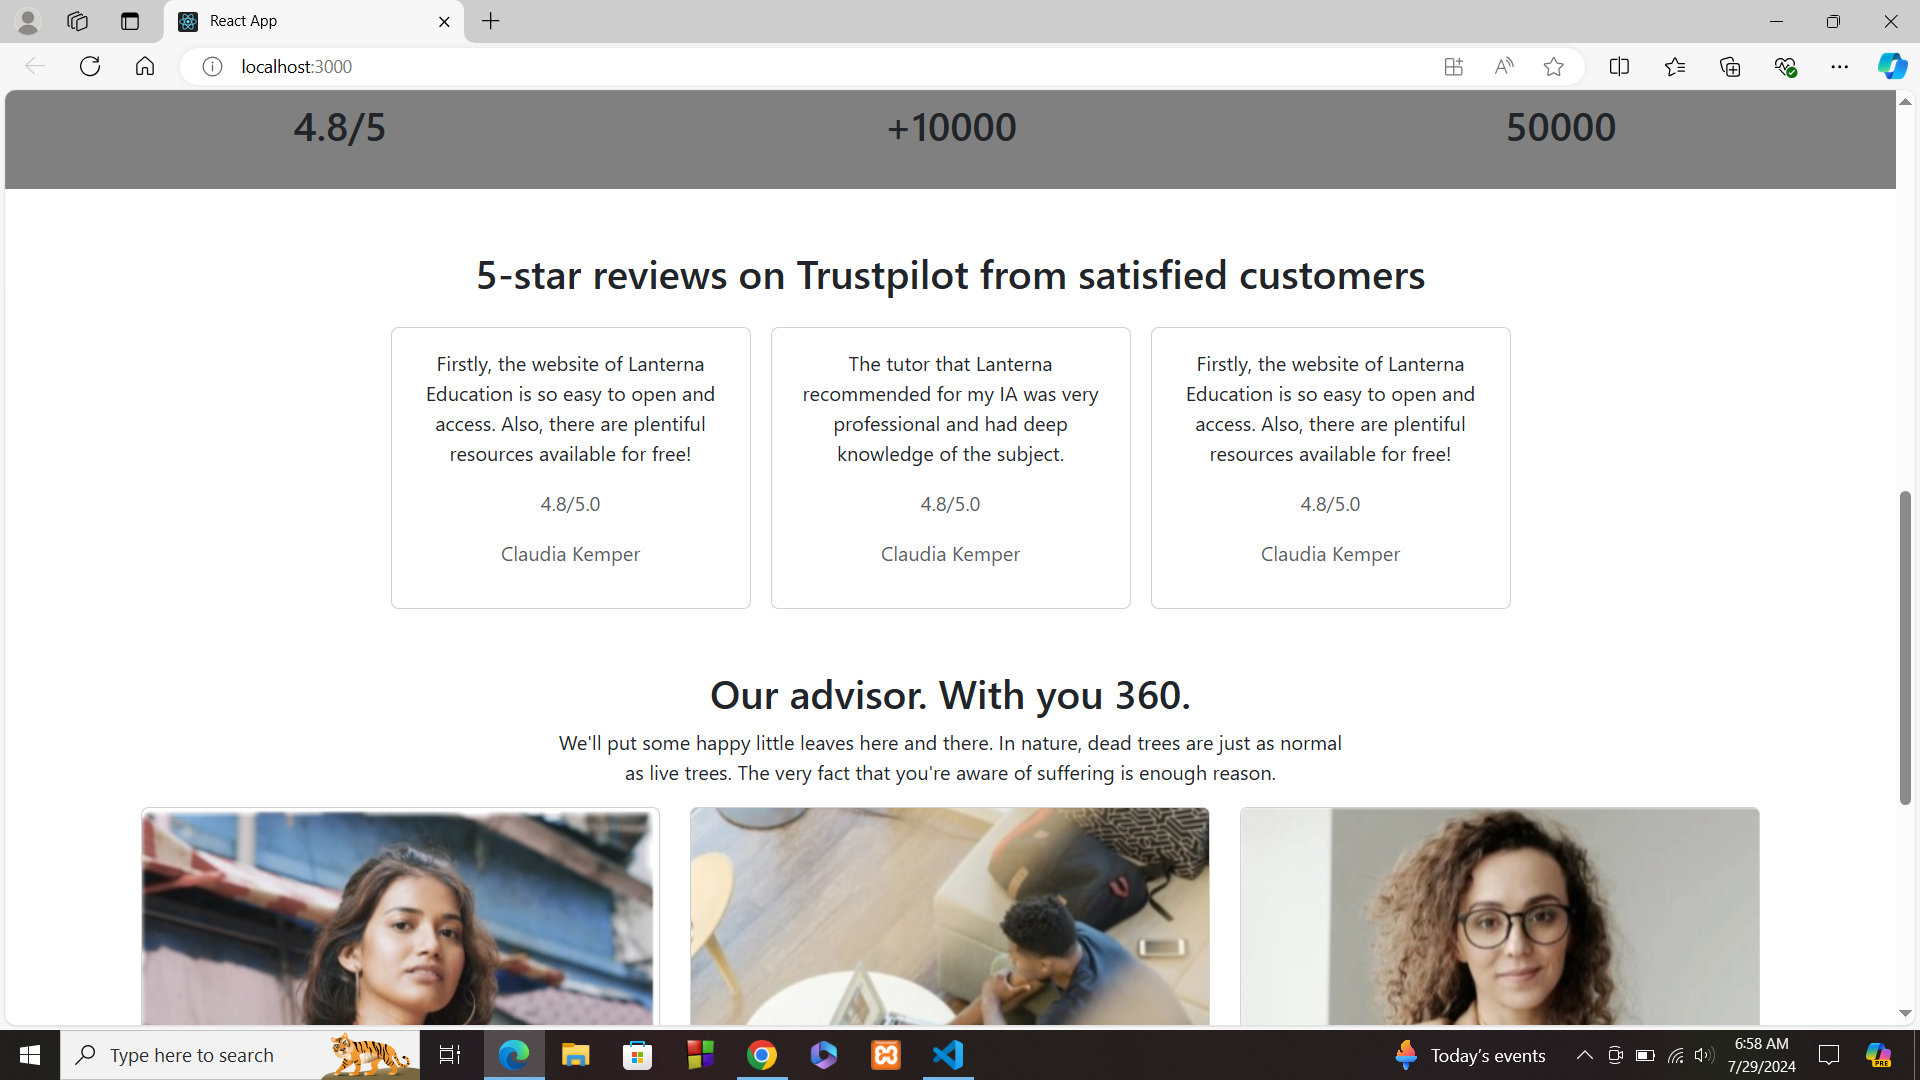 React App
localhost:3000
4.8/5
+10000
50000
5-star reviews on Trustpilot from satisfied customers
Firstly, the website of Lanterna
Education is so easy to open and
access. Also, there are plentiful
resources available for free!
4.8/5.0
Claudia Kemper
The tutor that Lanterna
recommended for my IA was very
professional and had deep
knowledge of the subject.
4.8/5.0
Claudia Kemper
Firstly, the website of Lanterna
Education is so easy to open and
access. Also, there are plentiful
resources available for free!
4.8/5.0
Claudia Kemper
Our advisor. With you 360.
We'll put some happy little leaves here and there. In nature, dead trees are just as normal
as live trees. The very fact that you're aware of suffering is enough reason.
Type here to search
Today's events
6:58 AM
7/29/2024
PRE